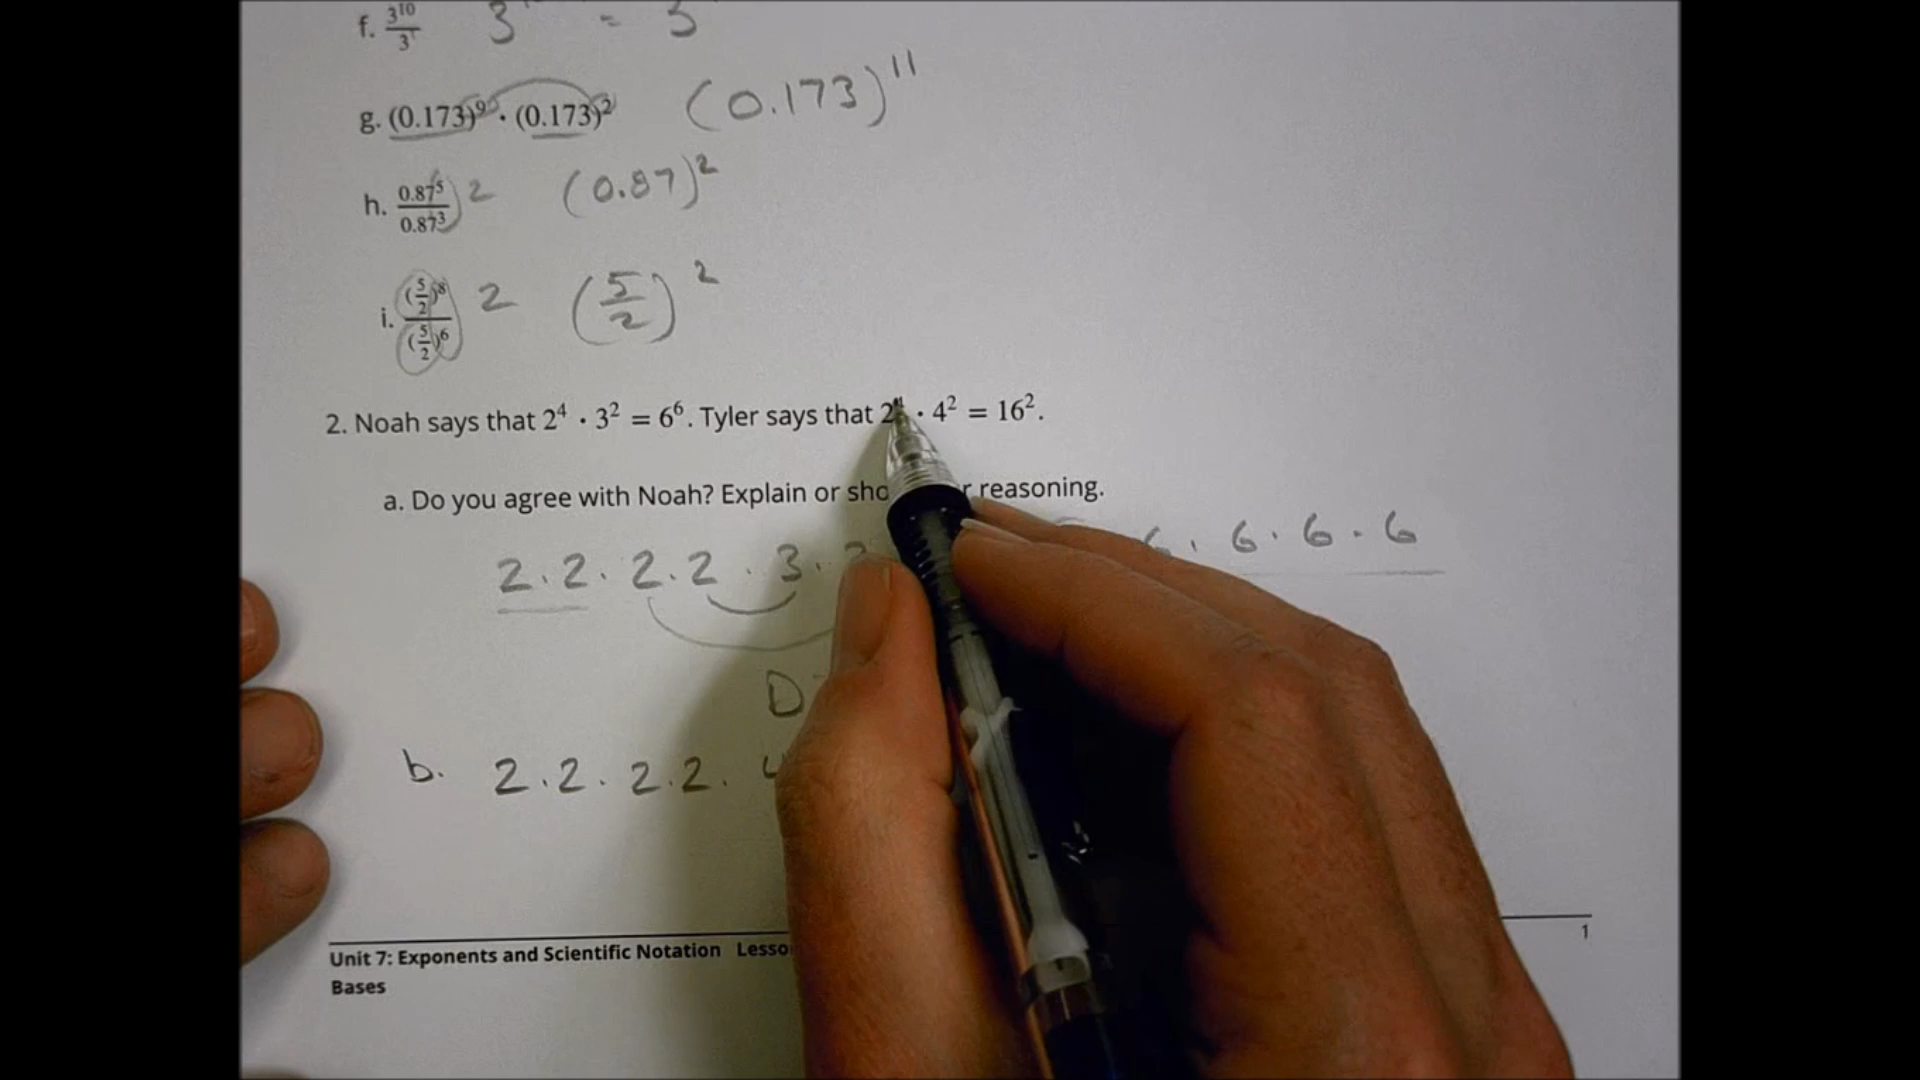 f. 3^10/3^1 3 = 3
g. (0.173)^9 · (0.173)^2 (0.173)^11
h. 0.87^5/0.87^3 2 (0.87)^2
i. (5/2)^8/(5/2)^6 2 (5/2)^2
2. Noah says that 2^4 · 3^2 = 6^6. Tyler says that 2^4 · 4^2 = 16^2.
a. Do you agree with Noah? Explain or reasoning.
2 . 2 . 2 . 2 . 3 . 6 . 6 . 6 . 6
b. 2 . 2 . 2 . 2 .
1
Unit 7: Exponents and Scientific Notation
Bases